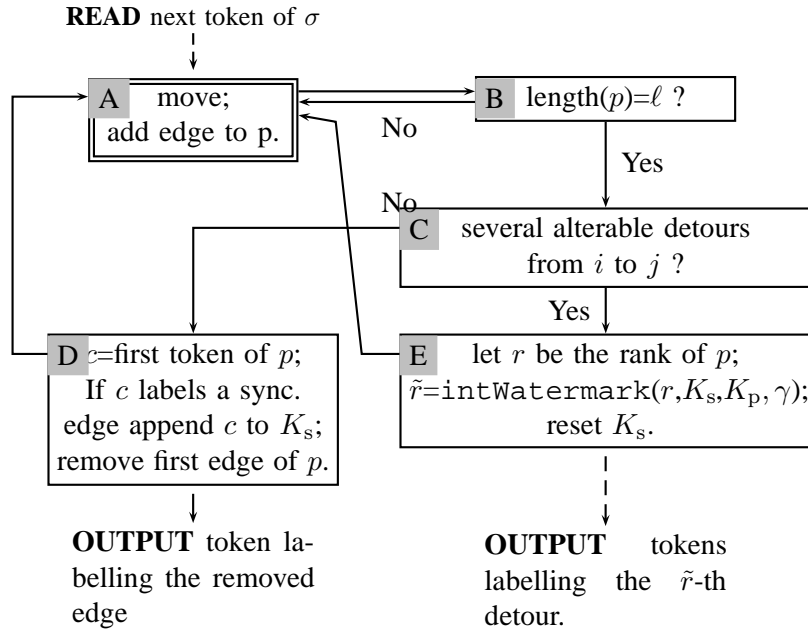 READ next token of σ
A
move;
add edge to p.
B
length(p)=ℓ ?
No
Yes
No
C
several alterable detours
from i to j ?
Yes
D
c=first token of p;
If c labels a sync.
edge append c to Kₛ;
remove first edge of p.
E
let r be the rank of p;
r̃=intWatermark(r,Kₛ,Kₚ, γ);
reset Kₛ.
OUTPUT token la-
belling the removed
edge
OUTPUT tokens
labelling the r̃-th
detour.